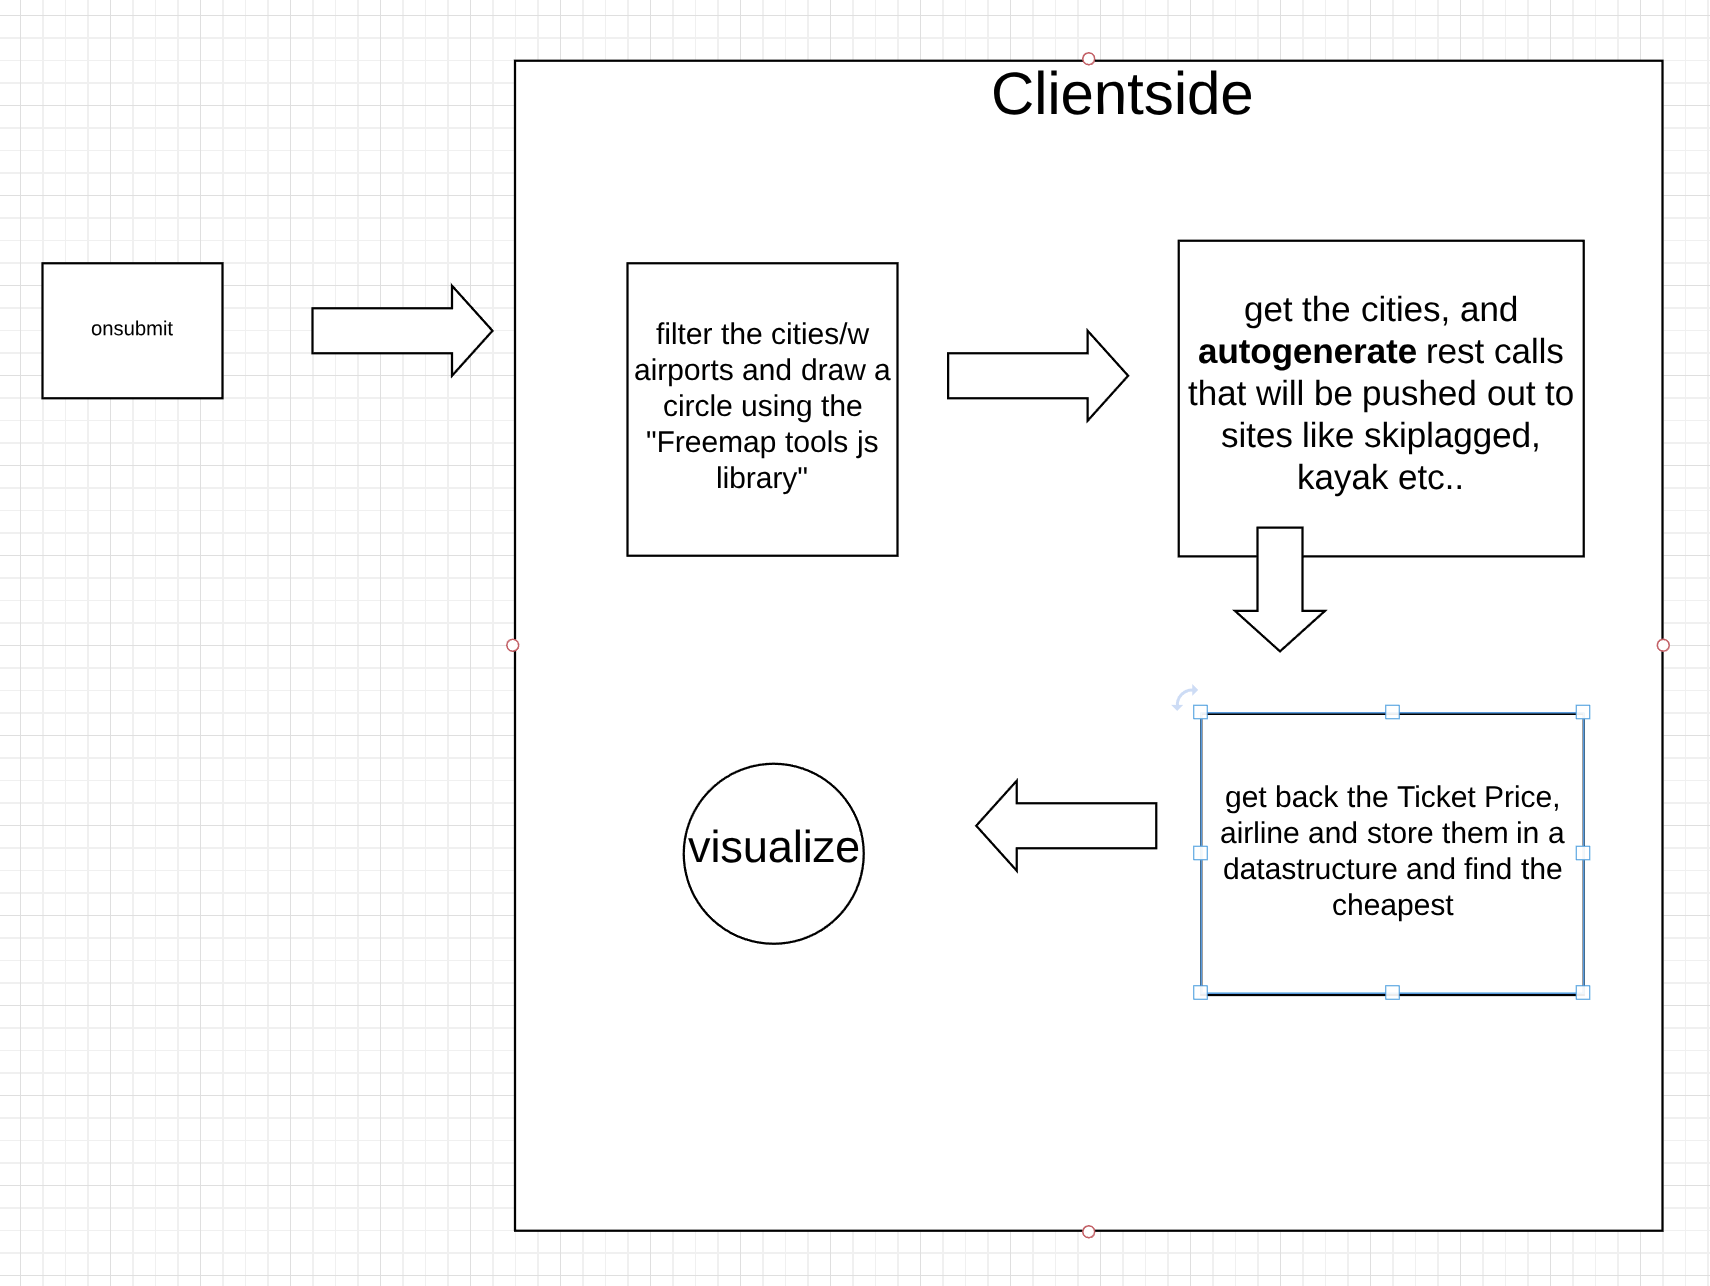 Clientside
onsubmit
filter the cities/w
airports and draw a
circle using the
"Freemap tools js
library"
get the cities, and
autogenerate rest calls
that will be pushed out to
sites like skiplagged,
kayak etc..
get back the Ticket Price,
airline and store them in a
datastructure and find the
cheapest
visualize